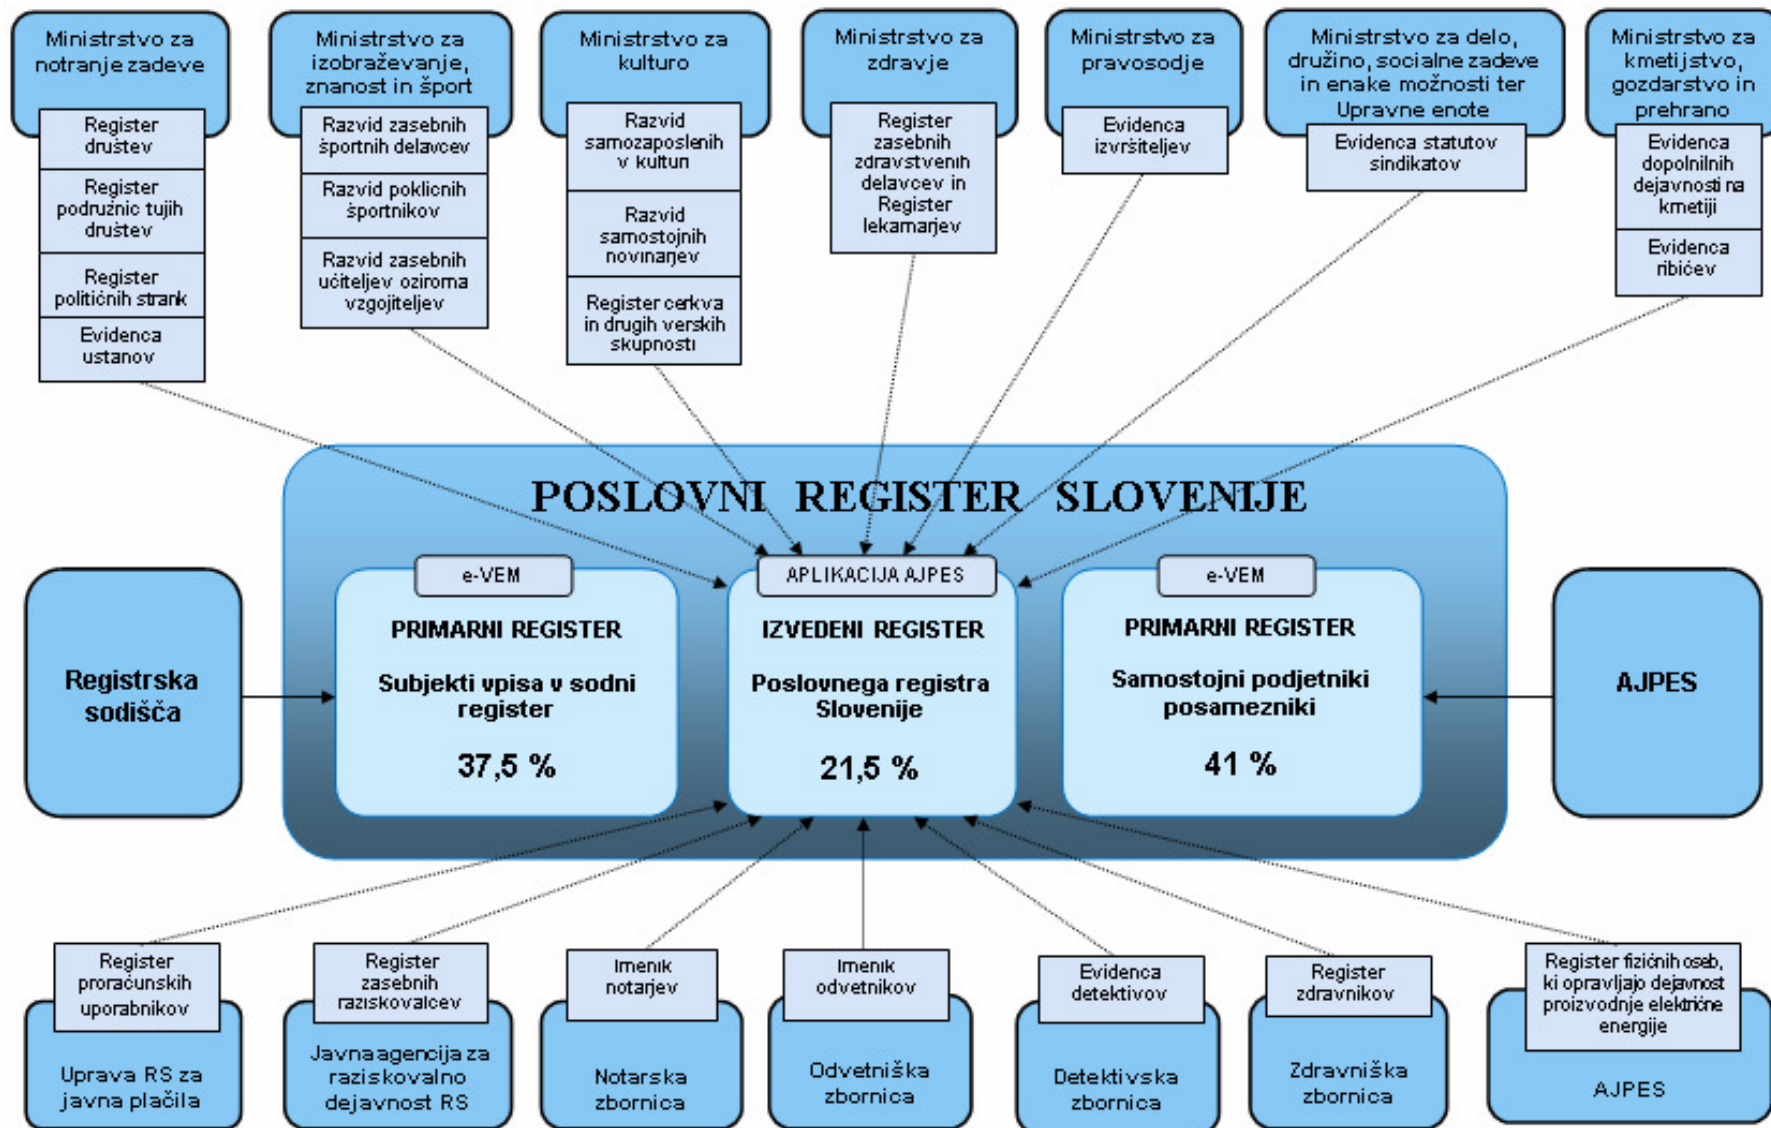 Ministrstvo za
notranje zadeve
Register
društev
Register
podružnic tujih
društev
Register
političnih strank
Evidenca
ustanov
Ministrstvo za
izobraževanje,
znanost in šport
Razvid zasebnih
športnih delavcev
Razvid poklicnih
športnikov
Razvid zasebnih
učiteljev oziroma
vzgojiteljev
Ministrstvo za
kulturo
Razvid
samozaposlenih
v kulturi
Razvid
samostojnih
novinarjev
Register cerkva
in drugih verskih
skupnosti
Ministrstvo za
zdravje
Register
zasebnih
zdravstvenih
delavcev in
Register
lekarnarjev
Ministrstvo za
pravosodje
Evidenca
izvršiteljev
Ministrstvo za delo,
družino, socialne zadeve
in enake možnosti ter
Upravne enote
Evidenca statutov
sindikatov
Ministrstvo za
kmetijstvo,
gozdarstvo in
prehrano
Evidenca
dopolnilnih
dejavnosti na
kmetiji
Evidenca
ribičev
POSLOVNI REGISTER SLOVENIJE
Registrska
sodišča
e-VEM
PRIMARNI REGISTER
Subjekti vpisa v sodni
register
37,5 %
APLIKACIJA AJPES
IZVEDENI REGISTER
Poslovnega registra
Slovenije
21,5 %
e-VEM
PRIMARNI REGISTER
Samostojni podjetniki
posamezniki
41 %
AJPES
Register
proračunskih
uporabnikov
Uprava RS za
javna plačila
Register
zasebnih
raziskovalcev
Javna agencija za
raziskovalno
dejavnost RS
Imenik
notarjev
Notarska
zbornica
Imenik
odvetnikov
Odvetniška
zbornica
Evidenca
detektivov
Detektivska
zbornica
Register
zdravnikov
Zdravniška
zbornica
Register fizičnih oseb,
ki opravljajo dejavnost
proizvodnje električne
energije
AJPES